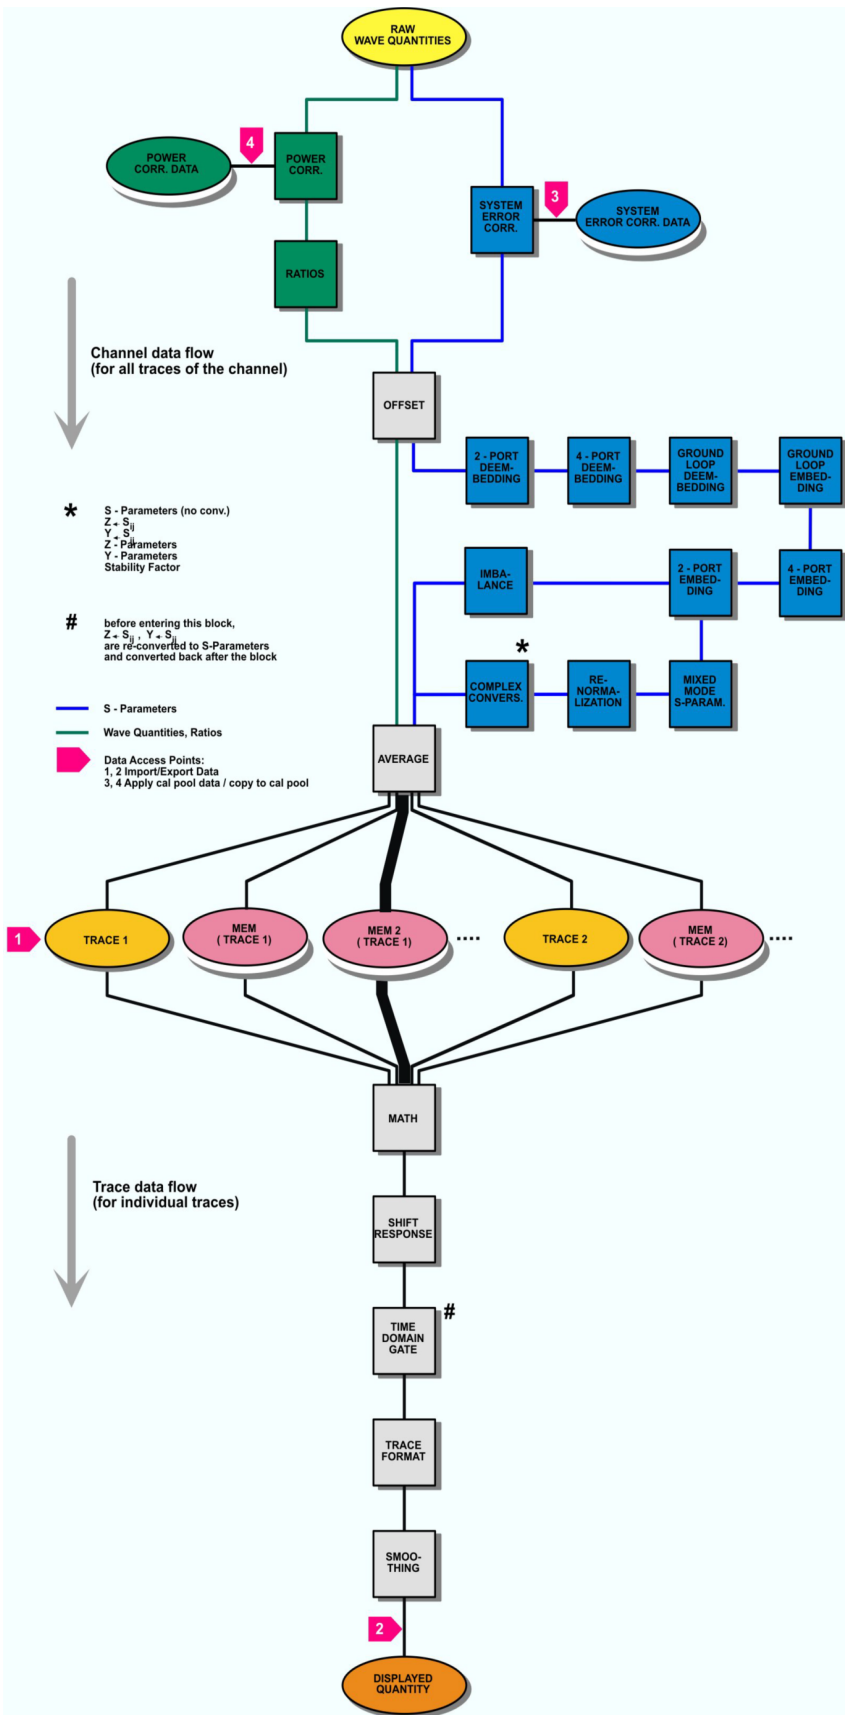 RAW
WAVE QUANTITIES
4
POWER
CORR. DATA
POWER
CORR.
3
SYSTEM
ERROR
CORR.
SYSTEM
ERROR CORR. DATA
RATIOS
Channel data flow
(for all traces of the channel)
OFFSET
2 - PORT
DEEM-
BEDDING
4 - PORT
DEEM-
BEDDING
GROUND
LOOP
DEEM-
BEDDING
GROUND
LOOP
EMBED-
DING
*
S - Parameters (no conv.)
Z ← Sij
Y ← Sij
Z - Parameters
Y - Parameters
Stability Factor
IMBA-
LANCE
2 - PORT
EMBED-
DING
4 - PORT
EMBED-
DING
#
before entering this block,
Z ← Sij , Y ← Sij
are re-converted to S-Parameters
and converted back after the block
*
COMPLEX
CONVERS.
RE-
NORMA-
LIZATION
MIXED
MODE
S-PARAM.
S - Parameters
Wave Quantities, Ratios
Data Access Points:
1, 2 Import/Export Data
3, 4 Apply cal pool data / copy to cal pool
AVERAGE
1
TRACE 1
MEM
( TRACE 1)
MEM 2
( TRACE 1)
....
TRACE 2
MEM
( TRACE 2)
....
MATH
Trace data flow
(for individual traces)
SHIFT
RESPONSE
#
TIME
DOMAIN
GATE
TRACE
FORMAT
SMOO-
THING
2
DISPLAYED
QUANTITY